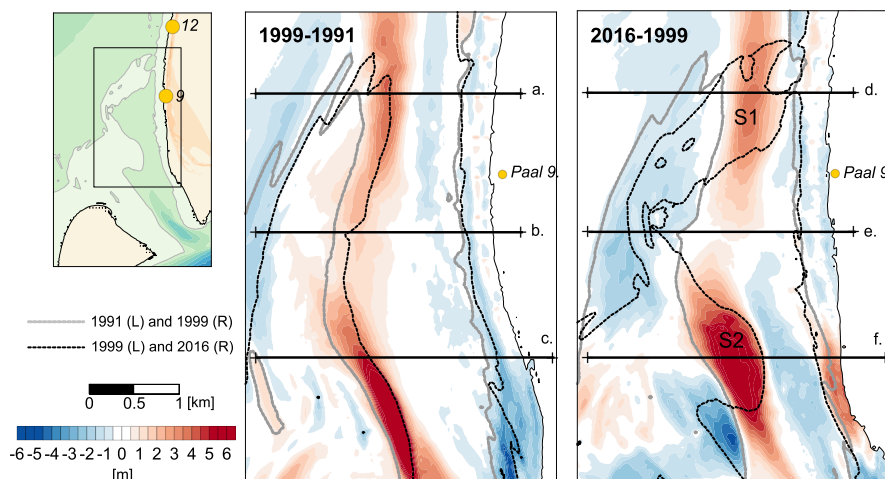 12
9
1999-1991
a.
Paal 9.
b.
c.
2016-1999
d.
S1
Paal 9
e.
S2
f.
1991 (L) and 1999 (R)
1999 (L) and 2016 (R)
0 0.5 1 [km]
-6 -5 -4 -3 -2 -1 0 1 2 3 4 5 6
[m]